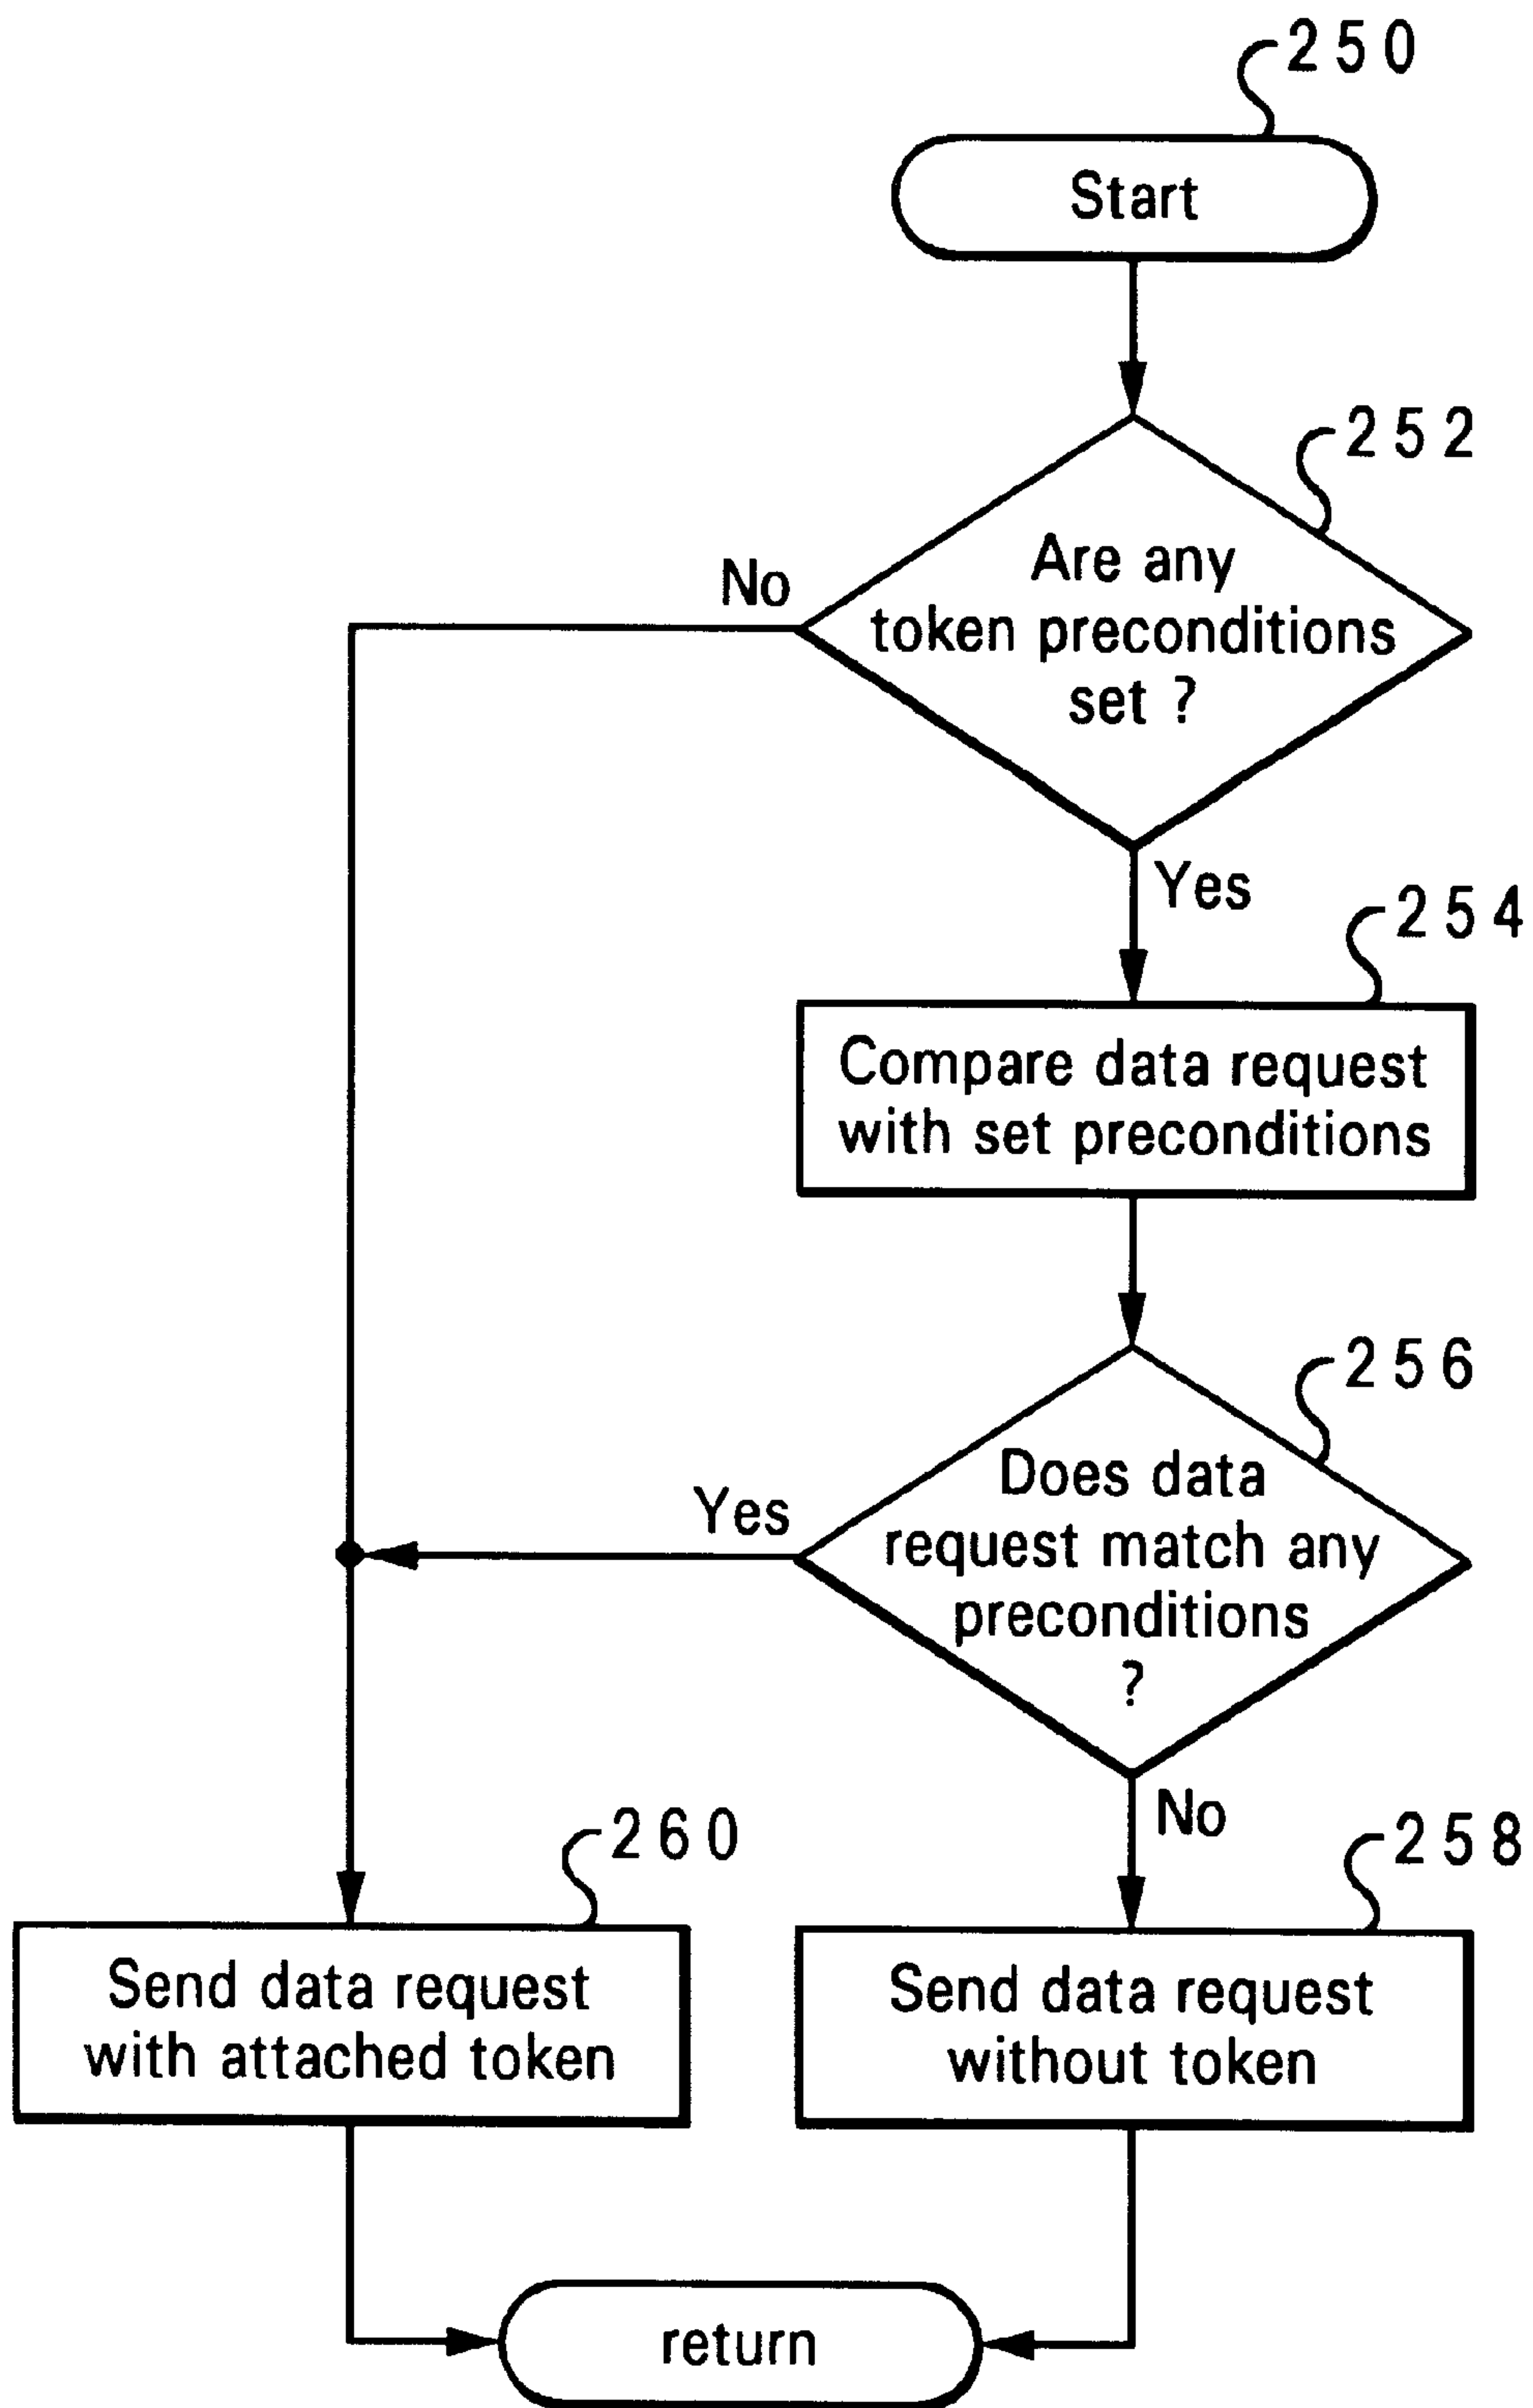 250
Start
252
No
Are any
token preconditions
set ?
Yes
254
Compare data request
with set preconditions
256
Yes
Does data
request match any
preconditions
?
No
260
258
Send data request
with attached token
Send data request
without token
return